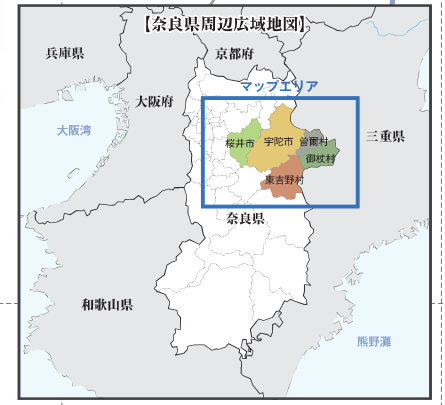 【奈良県周辺広域地図】
兵庫県
京都府
マップエリア
大阪府
大阪湾
三重県
桜井市
宇陀市
曽爾村
御杖村
東吉野村
奈良県
和歌山県
熊野灘